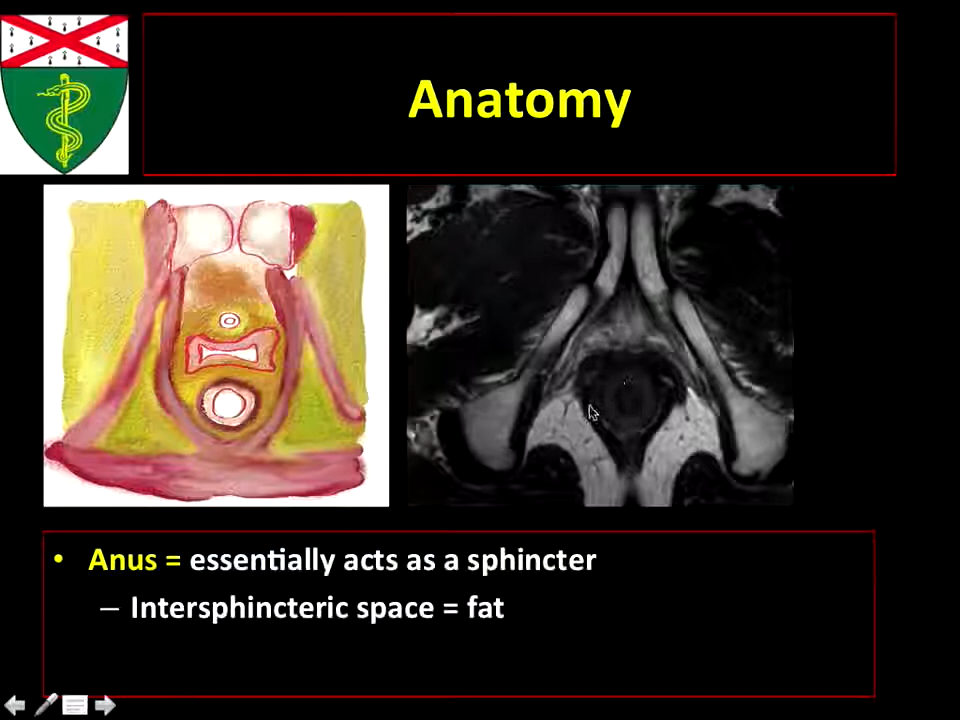 Anatomy
• Anus = essentially acts as a sphincter
– Intersphincteric space = fat